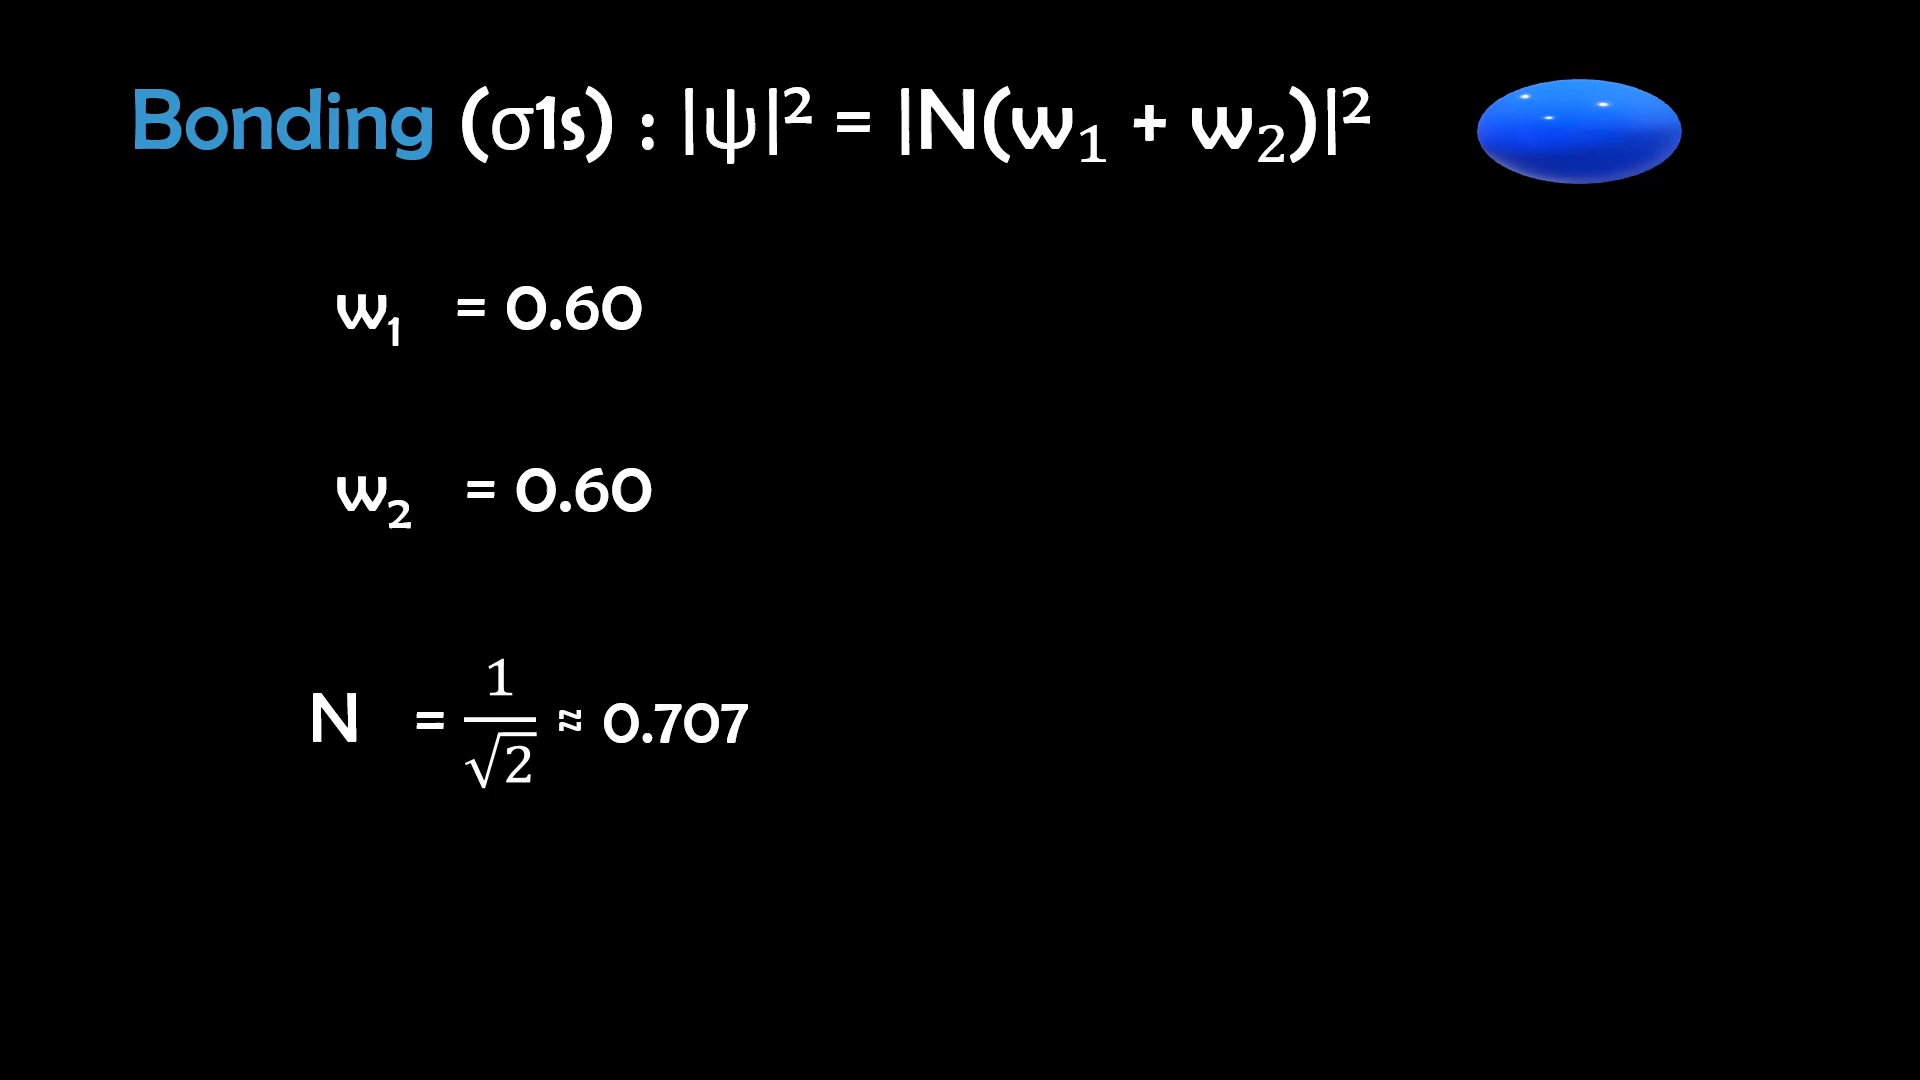 Bonding (σ1s) : |ψ|² = |N(w₁ + w₂)|²
w₁ = 0.60
w₂ = 0.60
N = 1/√2 ≈ 0.707